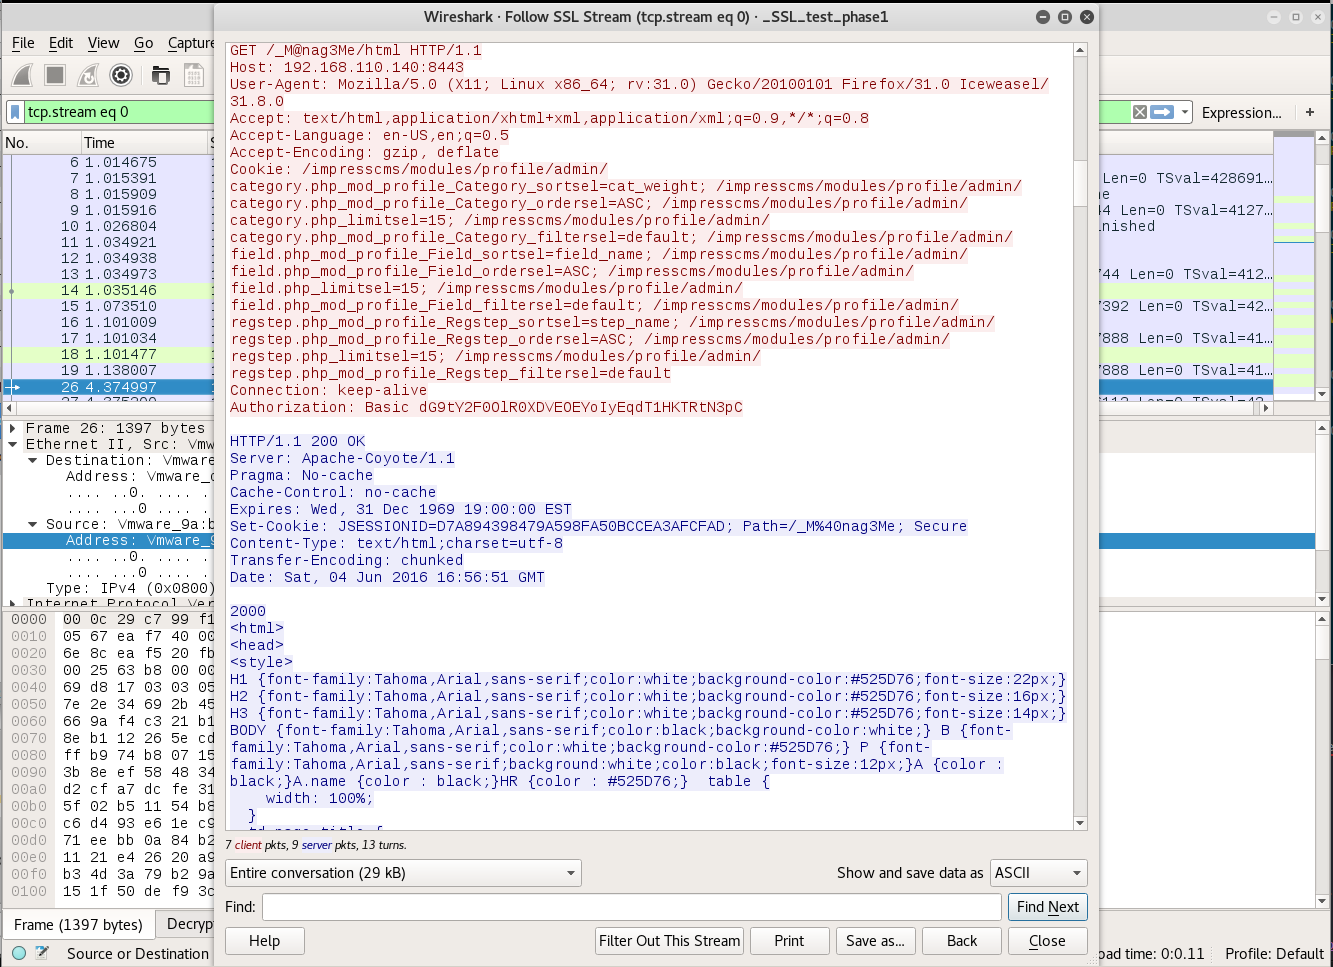 Wireshark · Follow SSL Stream (tcp.stream eq 0) · _SSL_test_phase1
File Edit View Go Capture
tcp.stream eq 0
Expression... +
No. Time
6 1.014675
7 1.015391
8 1.015909
9 1.015916
10 1.026804
11 1.034921
12 1.034938
13 1.034973
14 1.035146
15 1.073510
16 1.101009
17 1.101034
18 1.101477
19 1.138007
26 4.374997
Len=0 TSval=428691...
44 Len=0 TSval=4127...
inished
744 Len=0 TSval=412...
7392 Len=0 TSval=42...
7888 Len=0 TSval=41...
7888 Len=0 TSval=41...
Frame 26: 1397 bytes
Ethernet II, Src: Vmw
Destination: Vmware
Address: Vmware_c
.... ..0. .... ..
.... ...0 .... ..
Source: Vmware_9a:b
Address: Vmware_9
.... ..0. .... ..
.... ...0 .... ..
Type: IPv4 (0x0800)
Internet Protocol Ver
0000 00 0c 29 c7 99 f1
0010 05 67 ea f7 40 00
0020 6e 8c ea f5 20 fb
0030 00 25 63 b8 00 00
0040 69 d8 17 03 03 05
0050 7e 2e 34 69 2b 45
0060 66 9a f4 c3 21 b1
0070 8e b1 12 26 5e cd
0080 ff b9 74 b8 07 15
0090 3b 8e ef 58 48 34
00a0 d2 cf a7 dc fe 31
00b0 5f 02 b5 11 54 b8
00c0 c6 d4 93 e6 1e c9
00d0 71 ee bb 0a 84 b2
00e0 11 21 e4 26 20 a9
00f0 b3 4d 3a 79 b2 9a
0100 15 1f 50 de f9 3c
Frame (1397 bytes) Decryp
Source or Destination
GET /_M@nag3Me/html HTTP/1.1
Host: 192.168.110.140:8443
User-Agent: Mozilla/5.0 (X11; Linux x86_64; rv:31.0) Gecko/20100101 Firefox/31.0 Iceweasel/
31.8.0
Accept: text/html,application/xhtml+xml,application/xml;q=0.9,*/*;q=0.8
Accept-Language: en-US,en;q=0.5
Accept-Encoding: gzip, deflate
Cookie: /impresscms/modules/profile/admin/
category.php_mod_profile_Category_sortsel=cat_weight; /impresscms/modules/profile/admin/
category.php_mod_profile_Category_ordersel=ASC; /impresscms/modules/profile/admin/
category.php_limitsel=15; /impresscms/modules/profile/admin/
category.php_mod_profile_Category_filtersel=default; /impresscms/modules/profile/admin/
field.php_mod_profile_Field_sortsel=field_name; /impresscms/modules/profile/admin/
field.php_mod_profile_Field_ordersel=ASC; /impresscms/modules/profile/admin/
field.php_limitsel=15; /impresscms/modules/profile/admin/
field.php_mod_profile_Field_filtersel=default; /impresscms/modules/profile/admin/
regstep.php_mod_profile_Regstep_sortsel=step_name; /impresscms/modules/profile/admin/
regstep.php_mod_profile_Regstep_ordersel=ASC; /impresscms/modules/profile/admin/
regstep.php_limitsel=15; /impresscms/modules/profile/admin/
regstep.php_mod_profile_Regstep_filtersel=default
Connection: keep-alive
Authorization: Basic dG9tY2F0OlR0XDVEOEYoIyEqdT1HKTRtN3pC
HTTP/1.1 200 OK
Server: Apache-Coyote/1.1
Pragma: No-cache
Cache-Control: no-cache
Expires: Wed, 31 Dec 1969 19:00:00 EST
Set-Cookie: JSESSIONID=D7A894398479A598FA50BCCEA3AFCFAD; Path=/_M%40nag3Me; Secure
Content-Type: text/html;charset=utf-8
Transfer-Encoding: chunked
Date: Sat, 04 Jun 2016 16:56:51 GMT
2000
<html>
<head>
<style>
H1 {font-family:Tahoma,Arial,sans-serif;color:white;background-color:#525D76;font-size:22px;}
H2 {font-family:Tahoma,Arial,sans-serif;color:white;background-color:#525D76;font-size:16px;}
H3 {font-family:Tahoma,Arial,sans-serif;color:white;background-color:#525D76;font-size:14px;}
BODY {font-family:Tahoma,Arial,sans-serif;color:black;background-color:white;} B {font-
family:Tahoma,Arial,sans-serif;color:white;background-color:#525D76;} P {font-
family:Tahoma,Arial,sans-serif;background:white;color:black;font-size:12px;}A {color :
black;}A.name {color : black;}HR {color : #525D76;}  table {
width: 100%;
}
td.page-title {
7 client pkts, 9 server pkts, 13 turns.
Entire conversation (29 kB) Show and save data as ASCII
Find: Find Next
Help Filter Out This Stream Print Save as... Back Close
oad time: 0:0.11 Profile: Default